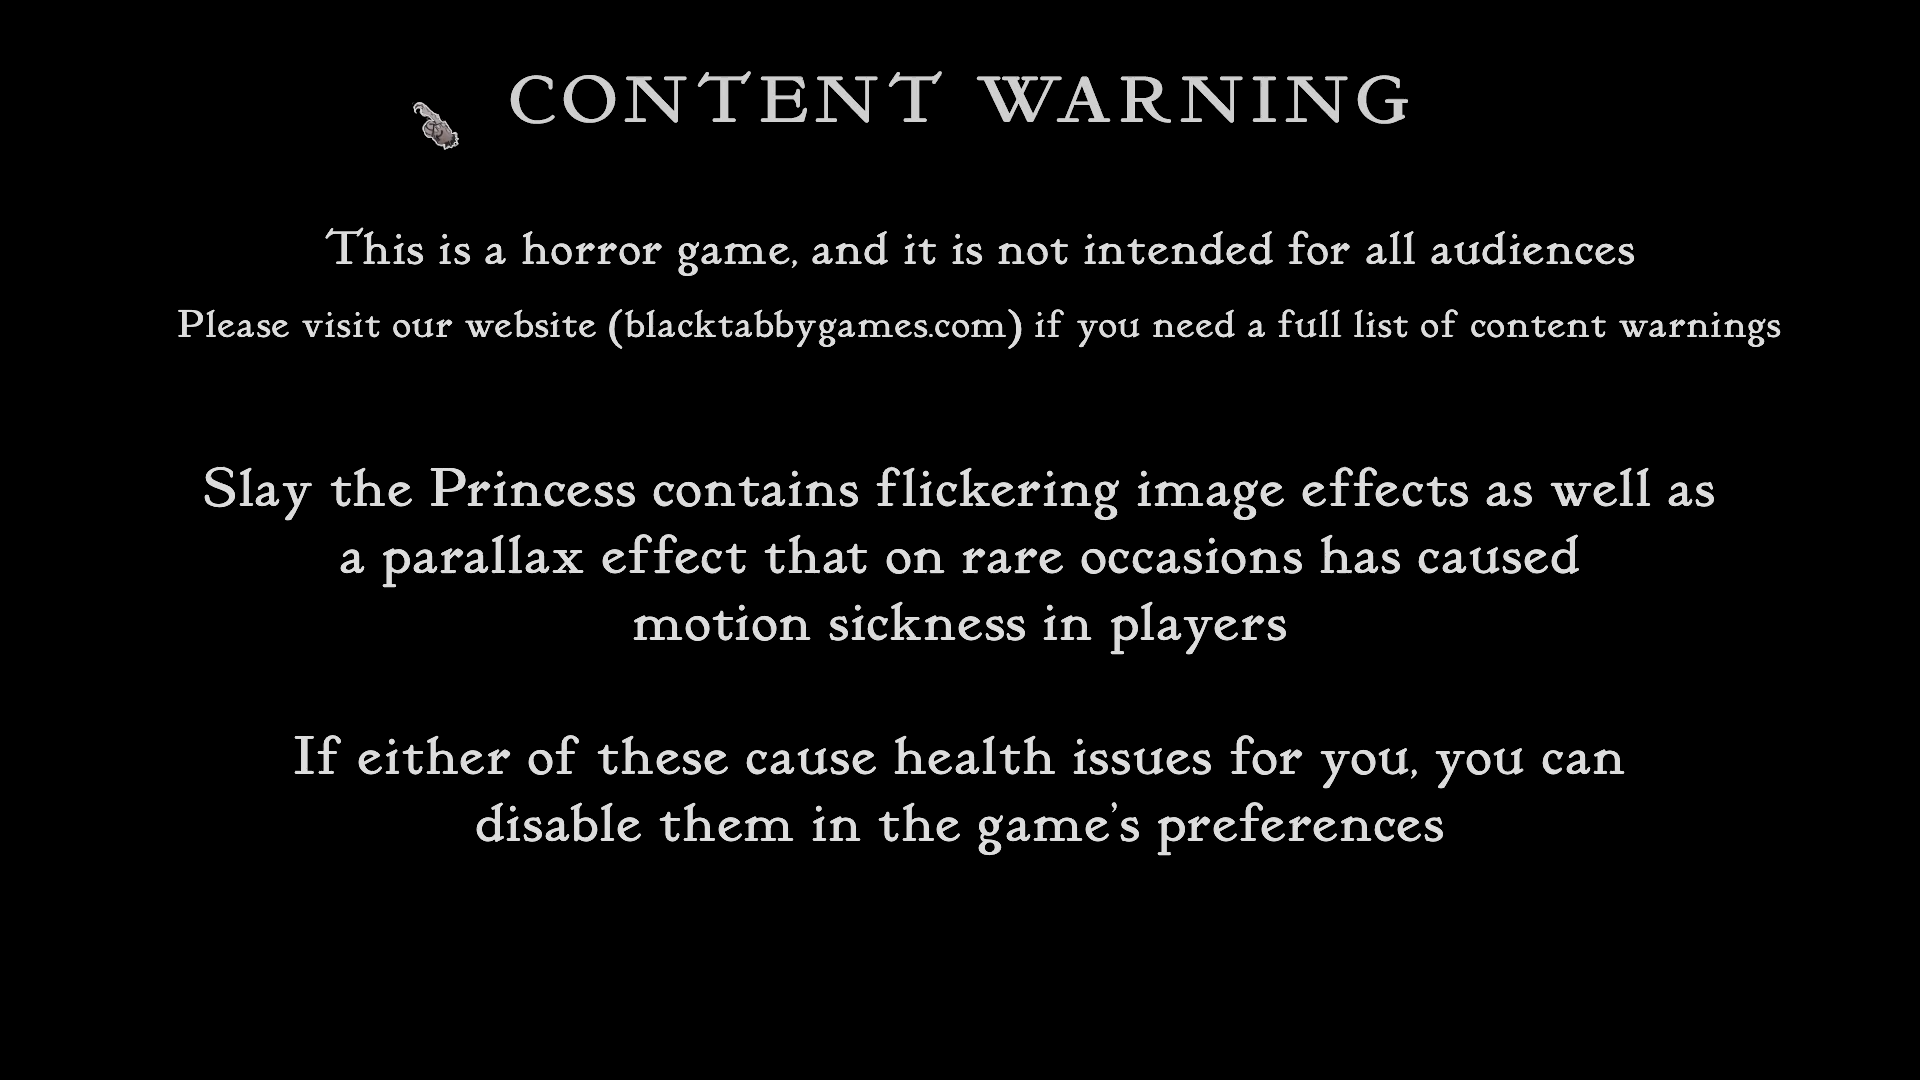 CONTENT WARNING
This is a horror game, and it is not intended for all audiences
Please visit our website (blacktabbygames.com) if you need a full list of content warnings
Slay the Princess contains flickering image effects as well as
a parallax effect that on rare occasions has caused
motion sickness in players
If either of these cause health issues for you, you can
disable them in the game's preferences